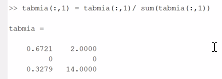 >> tabmia(:,1) = tabmia(:,1)/ sum(tabmia(:,1))
tabmia =
0.6721 2.0000
0 0
0.3279 14.0000